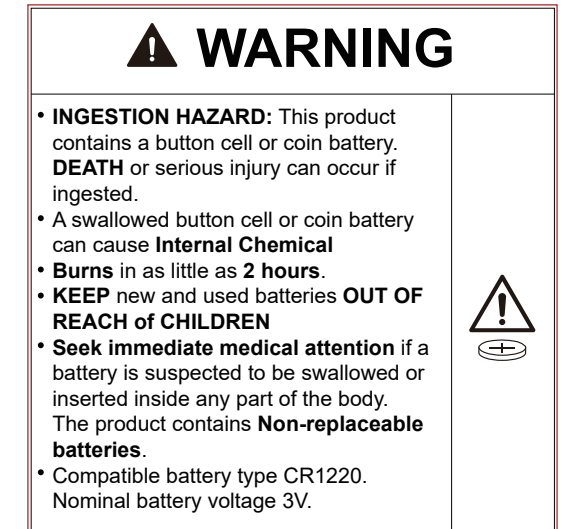 WARNING
• INGESTION HAZARD: This product
contains a button cell or coin battery.
DEATH or serious injury can occur if
ingested.
• A swallowed button cell or coin battery
can cause Internal Chemical
• Burns in as little as 2 hours.
• KEEP new and used batteries OUT OF
REACH of CHILDREN
• Seek immediate medical attention if a
battery is suspected to be swallowed or
inserted inside any part of the body.
The product contains Non-replaceable
batteries.
• Compatible battery type CR1220.
Nominal battery voltage 3V.